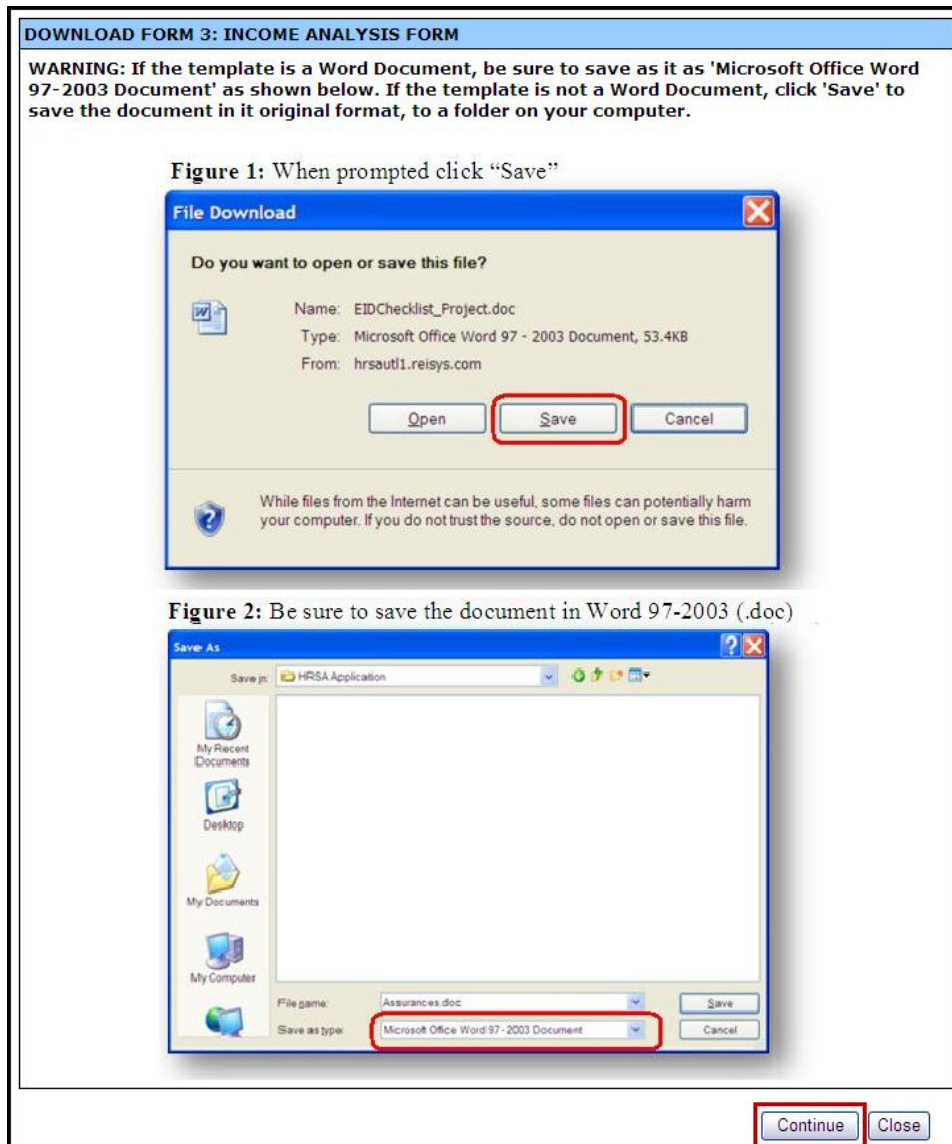 DOWNLOAD FORM 3: INCOME ANALYSIS FORM
WARNING: If the template is a Word Document, be sure to save as it as 'Microsoft Office Word
97-2003 Document' as shown below. If the template is not a Word Document, click 'Save' to
save the document in it original format, to a folder on your computer.
Figure 1: When prompted click “Save”
File Download
Do you want to open or save this file?
Name: EIDChecklist_Project.doc
Type: Microsoft Office Word 97 - 2003 Document, 53.4KB
From: hrsautl1.reisys.com
Open Save Cancel
While files from the Internet can be useful, some files can potentially harm
your computer. If you do not trust the source, do not open or save this file.
Figure 2: Be sure to save the document in Word 97-2003 (.doc)
Save As
Save in: HRSA Application
My Recent
Documents
Desktop
My Documents
My Computer
File name: Assurances.doc Save
Save as type: Microsoft Office Word 97 - 2003 Document Cancel
Continue Close